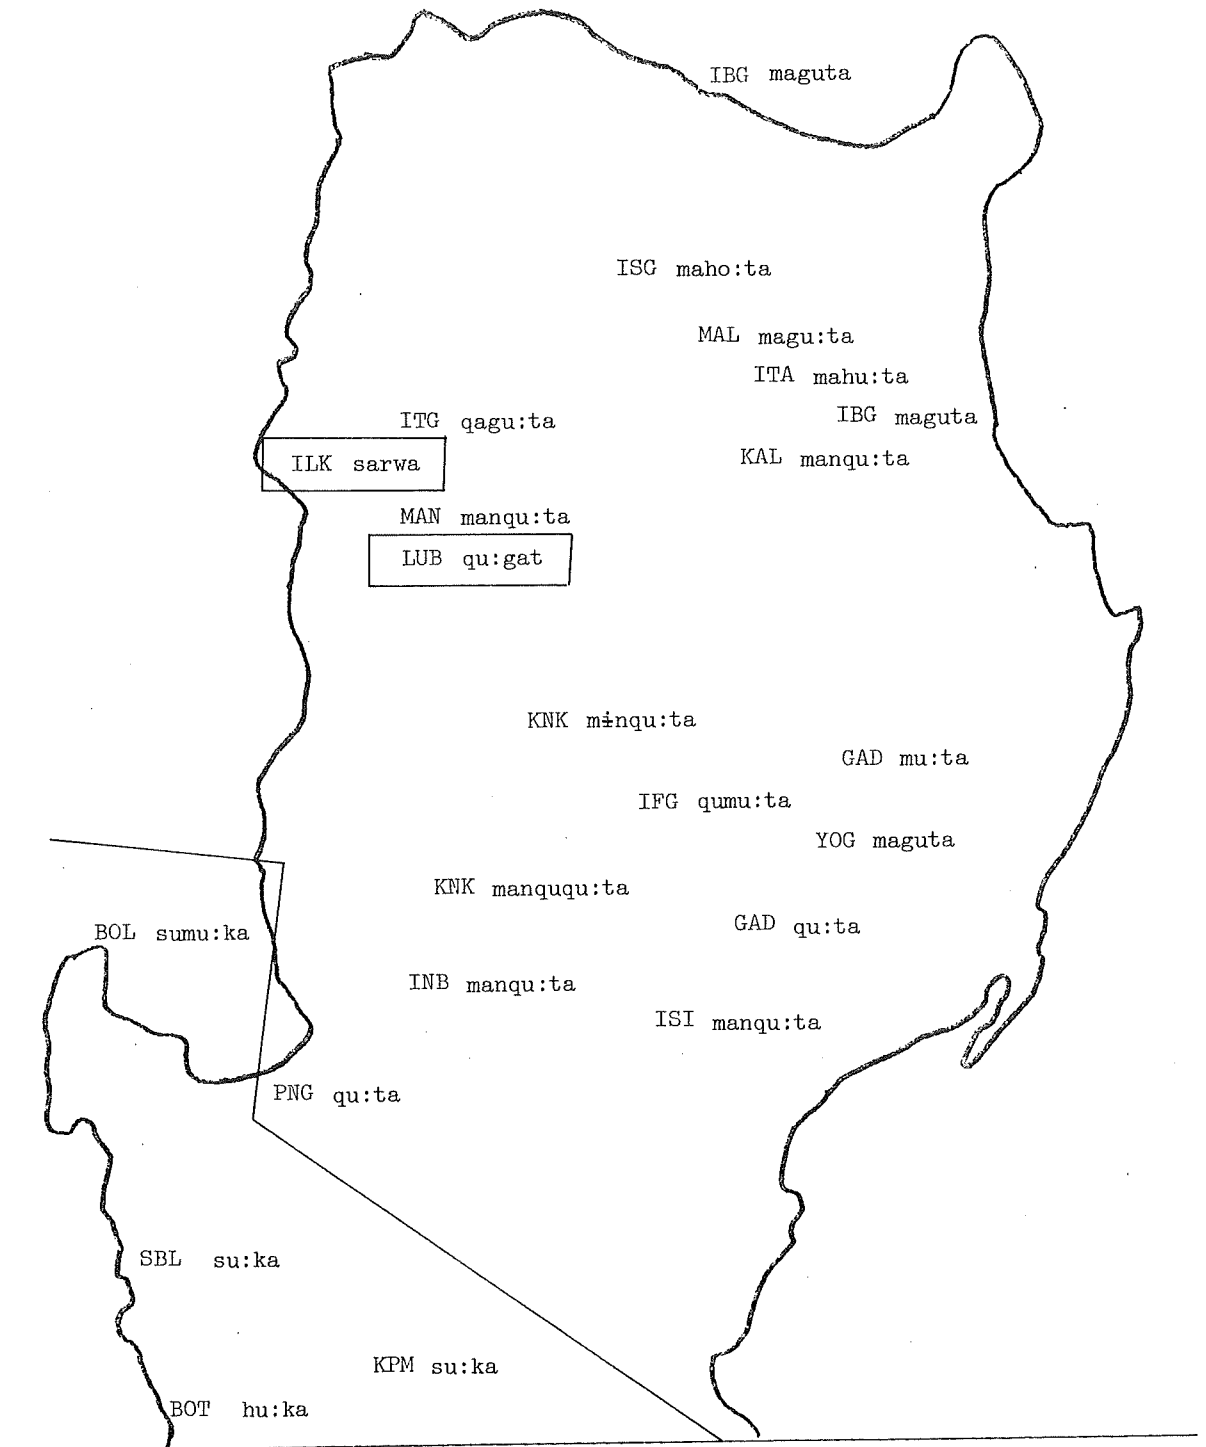 IBG maguta
ISG maho:ta
MAL magu:ta
ITA mahu:ta
IBG maguta
ITG qagu:ta
KAL manqu:ta
ILK sarwa
MAN manqu:ta
LUB qu:gat
KNK mɨnqu:ta
GAD mu:ta
IFG qumu:ta
YOG maguta
KNK manququ:ta
GAD qu:ta
BOL sumu:ka
INB manqu:ta
ISI manqu:ta
PNG qu:ta
SBL su:ka
KPM su:ka
BOT hu:ka